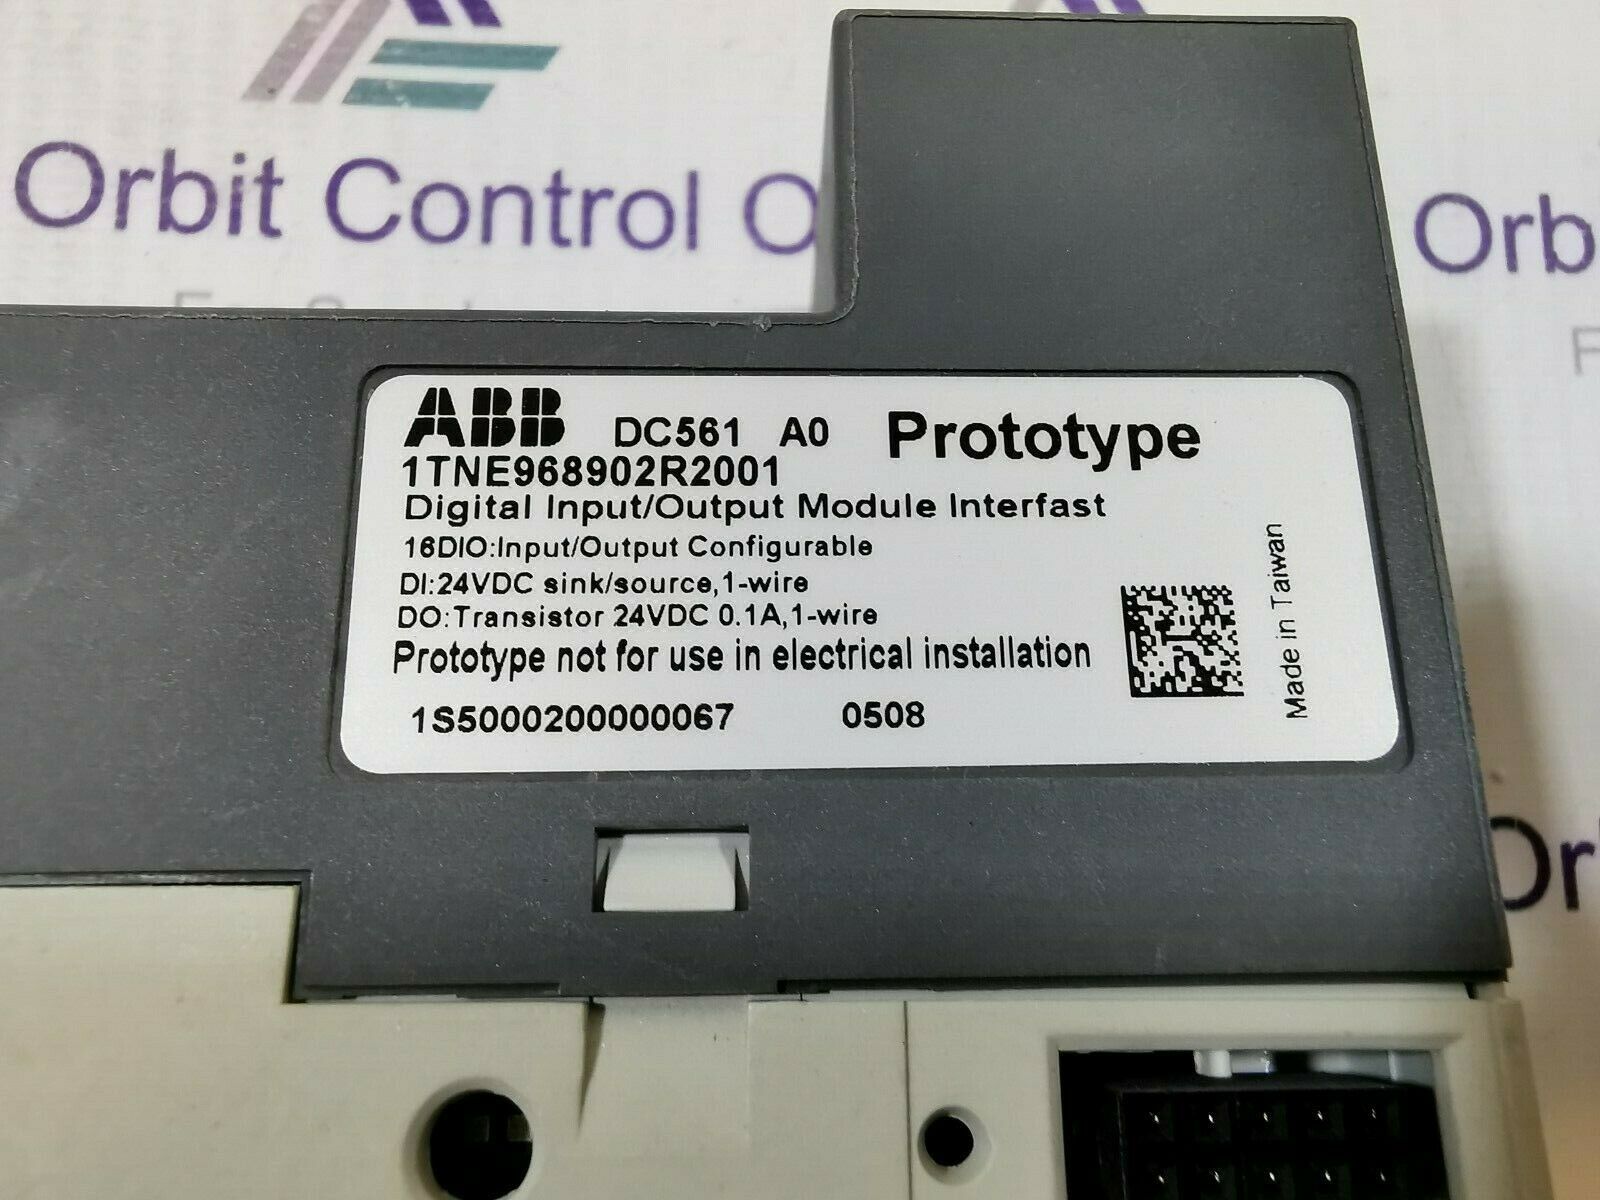 Orbit Control O
Orb
ABB DC561 A0 Prototype
1TNE968902R2001
Digital Input/Output Module Interfast
16DIO:Input/Output Configurable
DI:24VDC sink/source,1-wire
DO:Transistor 24VDC 0.1A,1-wire
Prototype not for use in electrical installation
1S5000200000067 0508
Made in Taiwan
Or